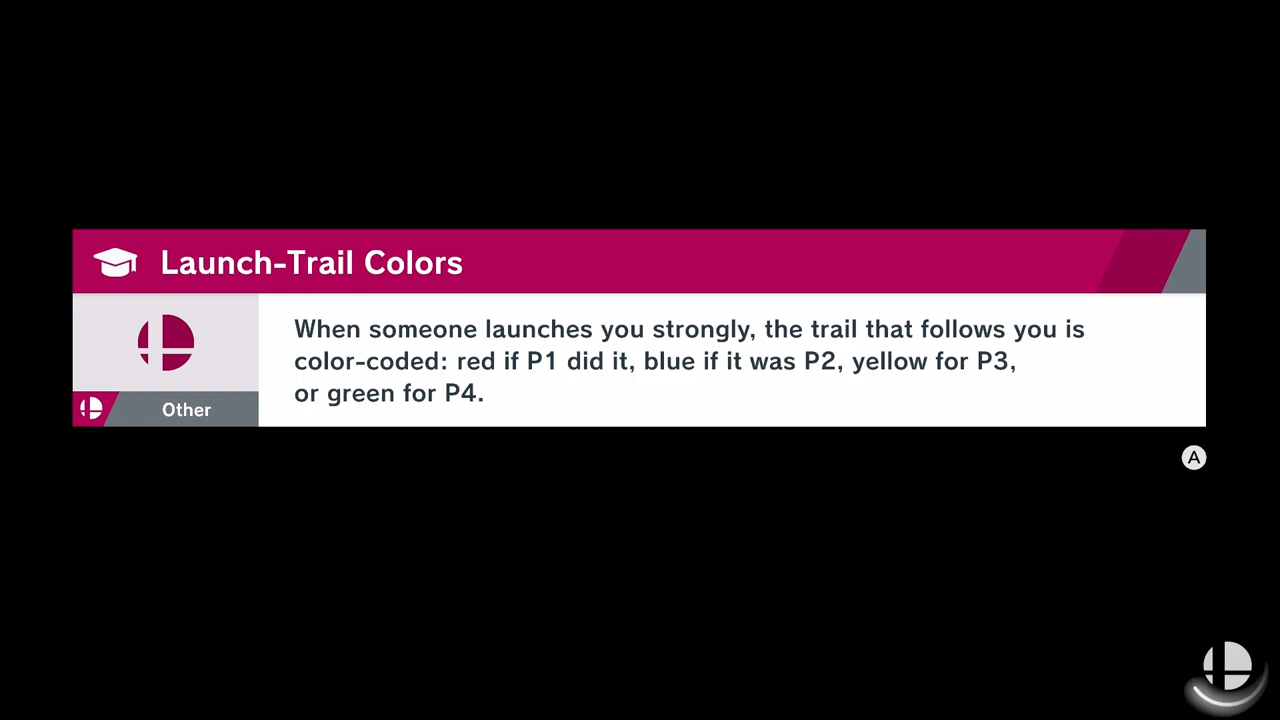 Launch-Trail Colors
When someone launches you strongly, the trail that follows you is
color-coded: red if P1 did it, blue if it was P2, yellow for P3,
or green for P4.
Other
A